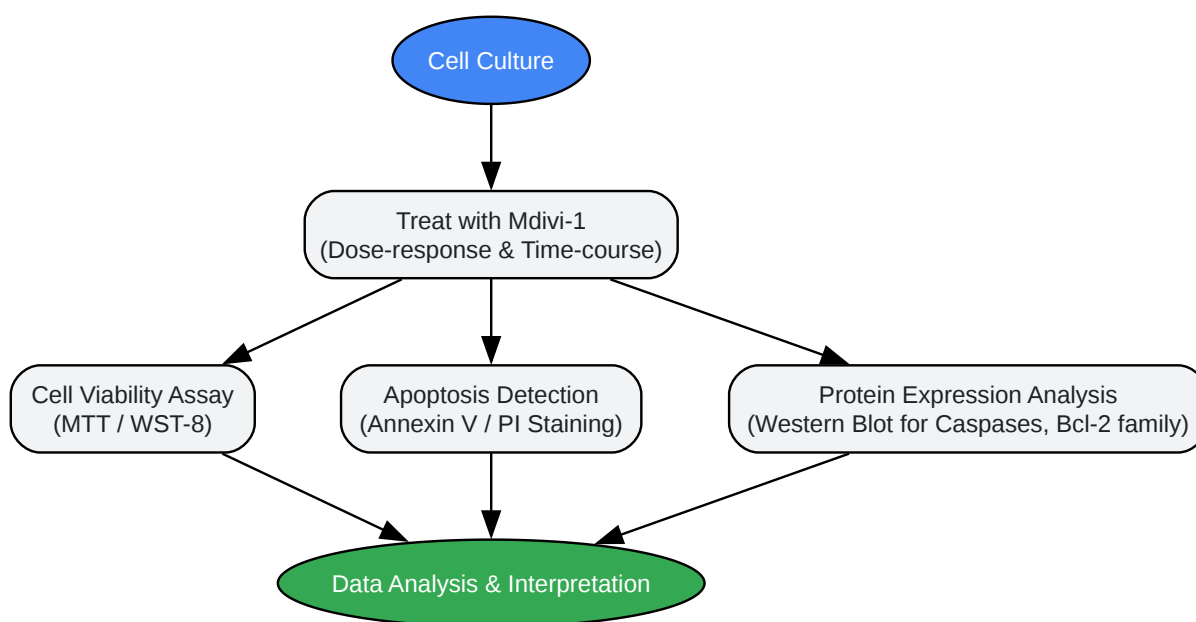 Cell Culture
Treat with Mdivi-1
(Dose-response & Time-course)
Cell Viability Assay
(MTT / WST-8)
Apoptosis Detection
(Annexin V / PI Staining)
Protein Expression Analysis
(Western Blot for Caspases, Bcl-2 family)
Data Analysis & Interpretation